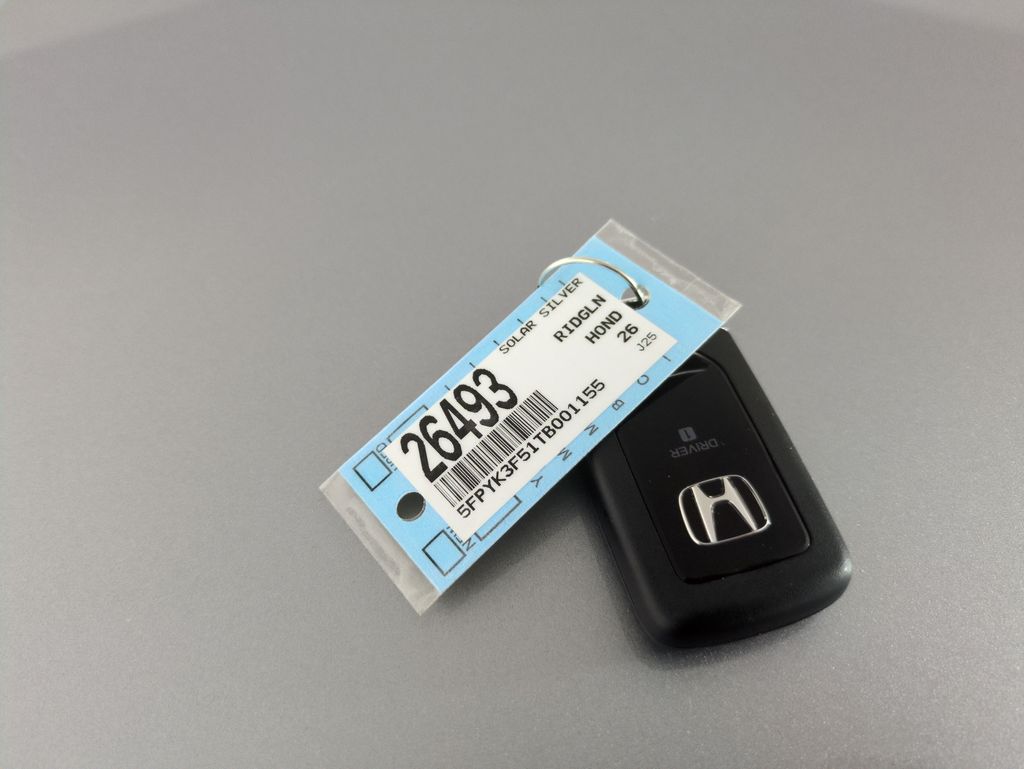 SOLAR SILVER
RIDGLN
HOND
26
J25
26493
5FPYK3F51TB001155
DRIVER
1